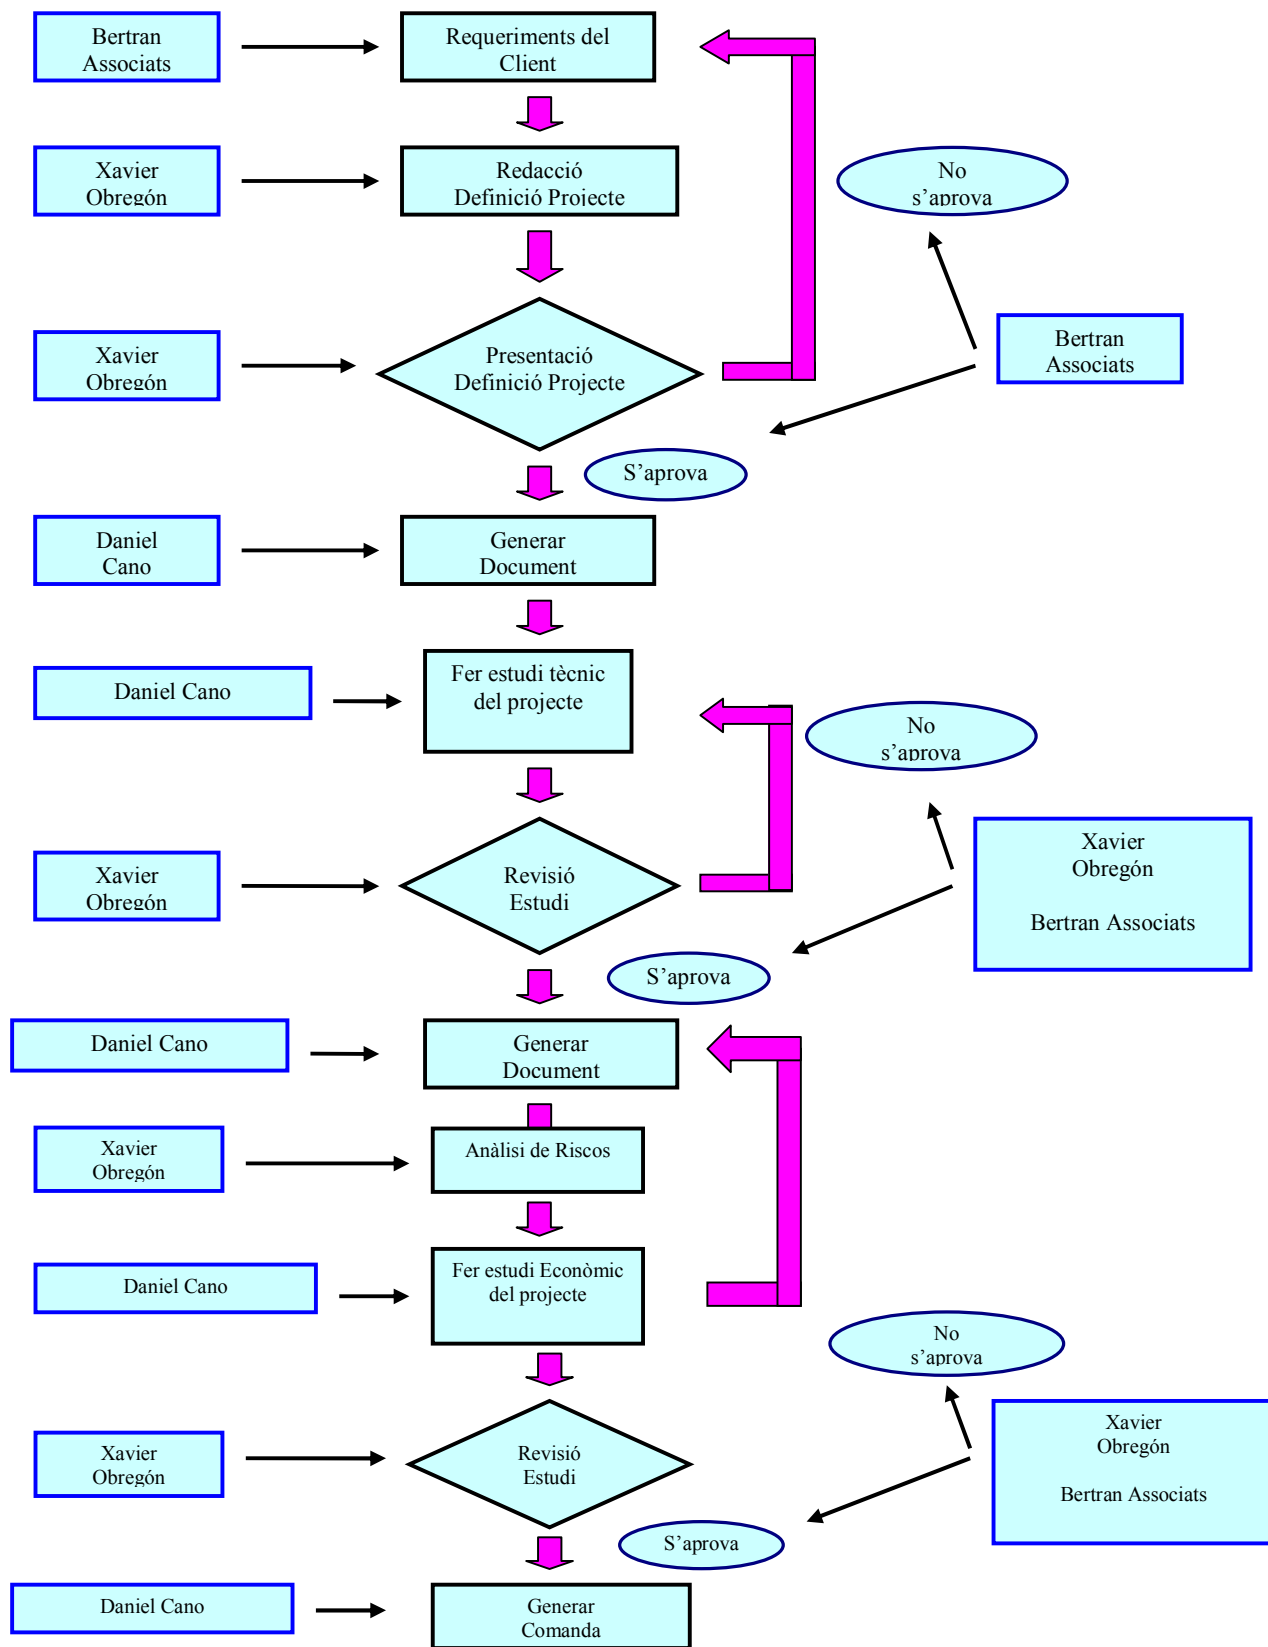 Bertran
Associats
Requeriments del
Client
Xavier
Obregón
Redacció
Definició Projecte
No
s’aprova
Xavier
Obregón
Presentació
Definició Projecte
Bertran
Associats
S’aprova
Daniel
Cano
Generar
Document
Daniel Cano
Fer estudi tècnic
del projecte
No
s’aprova
Xavier
Obregón
Revisió
Estudi
Xavier
Obregón
Bertran Associats
S’aprova
Daniel Cano
Generar
Document
Xavier
Obregón
Anàlisi de Riscos
Daniel Cano
Fer estudi Econòmic
del projecte
No
s’aprova
Xavier
Obregón
Revisió
Estudi
Xavier
Obregón
Bertran Associats
S’aprova
Daniel Cano
Generar
Comanda